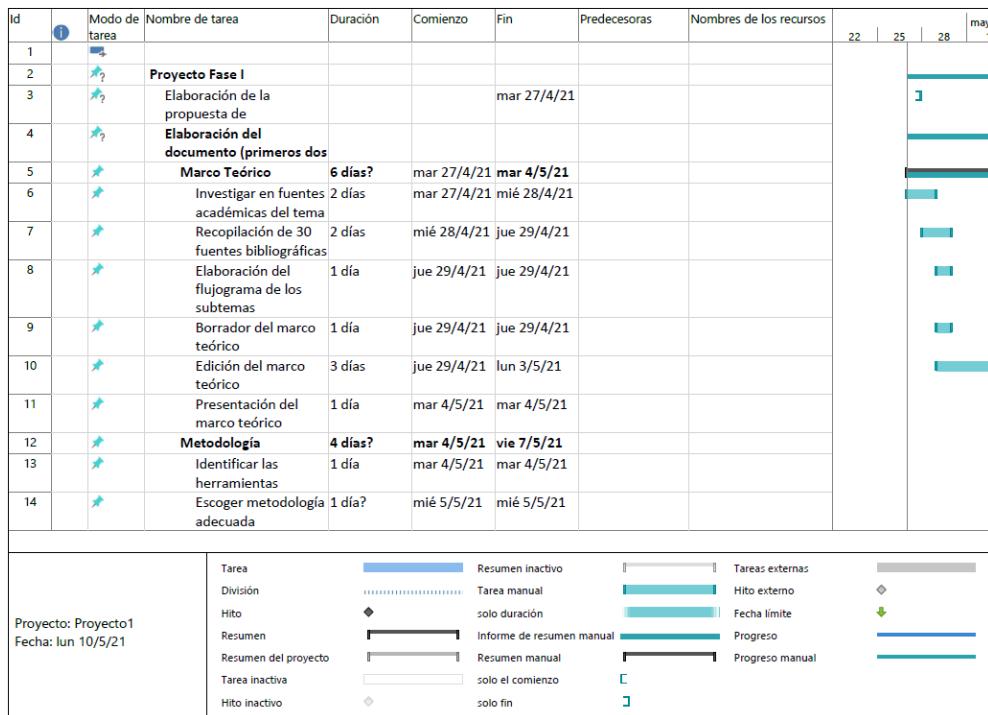 Id
Modo de tarea
Nombre de tarea
Duración
Comienzo
Fin
Predecesoras
Nombres de los recursos
may
22 25 28 1
1
2 Proyecto Fase I
3 Elaboración de la mar 27/4/21
propuesta de
4 Elaboración del
documento (primeros dos
5 Marco Teórico 6 días? mar 27/4/21 mar 4/5/21
6 Investigar en fuentes 2 días mar 27/4/21 mié 28/4/21
académicas del tema
7 Recopilación de 30 2 días mié 28/4/21 jue 29/4/21
fuentes bibliográficas
8 Elaboración del 1 día jue 29/4/21 jue 29/4/21
flujograma de los
subtemas
9 Borrador del marco 1 día jue 29/4/21 jue 29/4/21
teórico
10 Edición del marco 3 días jue 29/4/21 lun 3/5/21
teórico
11 Presentación del 1 día mar 4/5/21 mar 4/5/21
marco teórico
12 Metodología 4 días? mar 4/5/21 vie 7/5/21
13 Identificar las 1 día mar 4/5/21 mar 4/5/21
herramientas
14 Escoger metodología 1 día? mié 5/5/21 mié 5/5/21
adecuada
Proyecto: Proyecto1
Fecha: lun 10/5/21
Tarea
División
Hito
Resumen
Resumen del proyecto
Tarea inactiva
Hito inactivo
Resumen inactivo
Tarea manual
solo duración
Informe de resumen manual
Resumen manual
solo el comienzo
solo fin
Tareas externas
Hito externo
Fecha límite
Progreso
Progreso manual